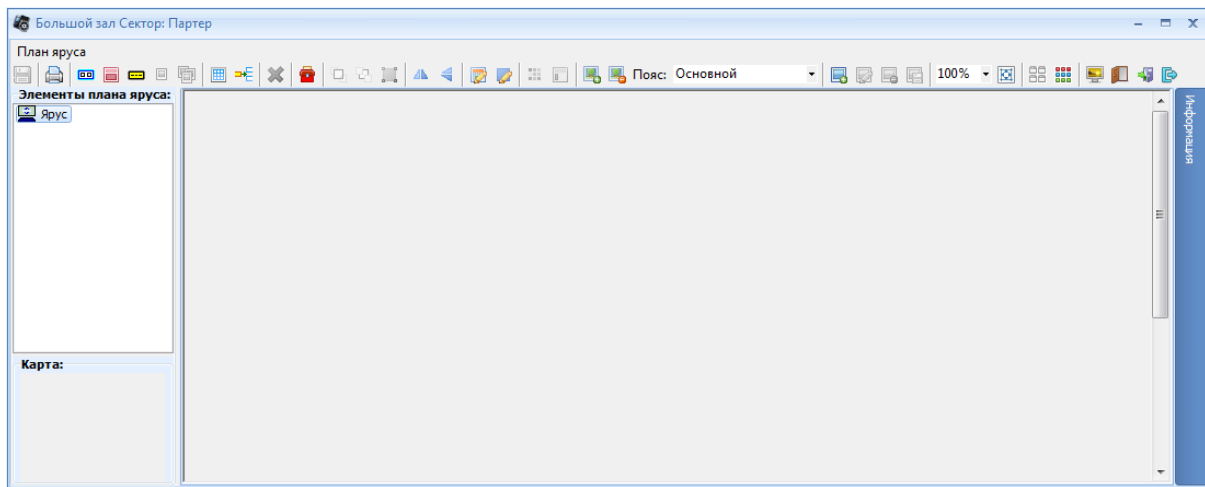 Большой зал Сектор: Партер
План яруса
Пояс: Основной 100%
Элементы плана яруса:
Ярус
Карта:
Информация